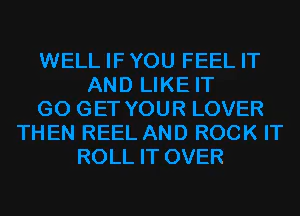 WELL IF YOU FEEL IT
AND LIKE IT
GO GET YOUR LOVER
THEN REEL AND ROCK IT
ROLL IT OVER